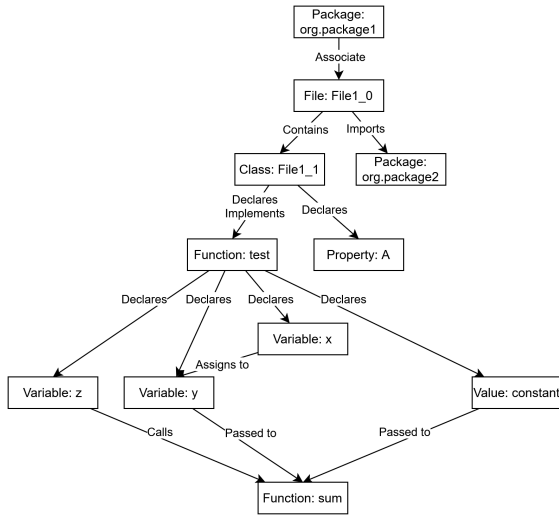 Package:
org.package1
Associate
File: File1_0
Contains
Imports
Class: File1_1
Package:
org.package2
Declares
Implements
Declares
Function: test
Property: A
Declares
Declares
Declares
Declares
Variable: x
Assigns to
Variable: z
Variable: y
Value: constant
Calls
Passed to
Passed to
Function: sum